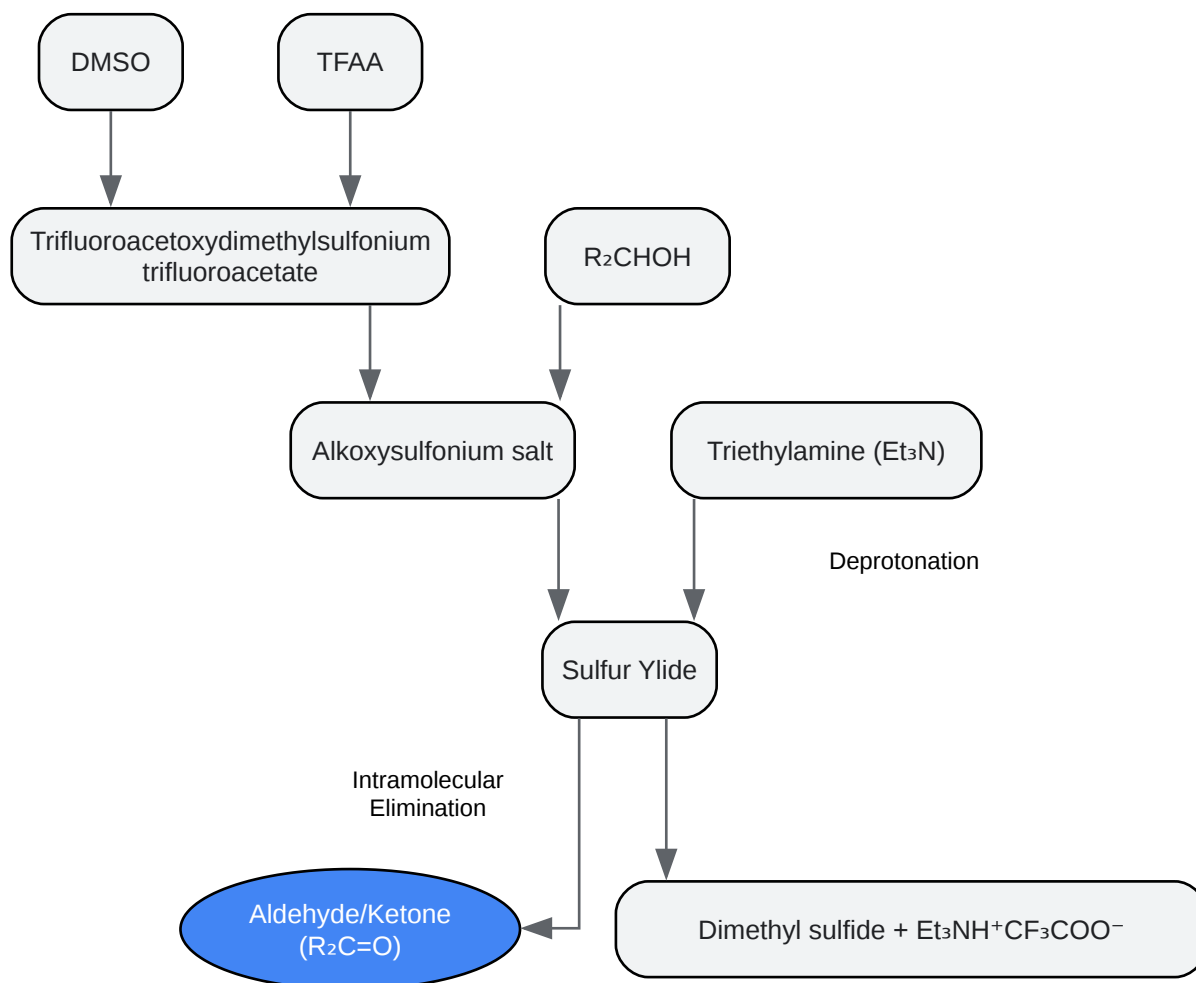 DMSO
TFAA
Trifluoroacetoxydimethylsulfonium
trifluoroacetate
R₂CHOH
Alkoxysulfonium salt
Triethylamine (Et₃N)
Deprotonation
Sulfur Ylide
Intramolecular
Elimination
Aldehyde/Ketone
(R₂C=O)
Dimethyl sulfide + Et₃NH⁺CF₃COO⁻